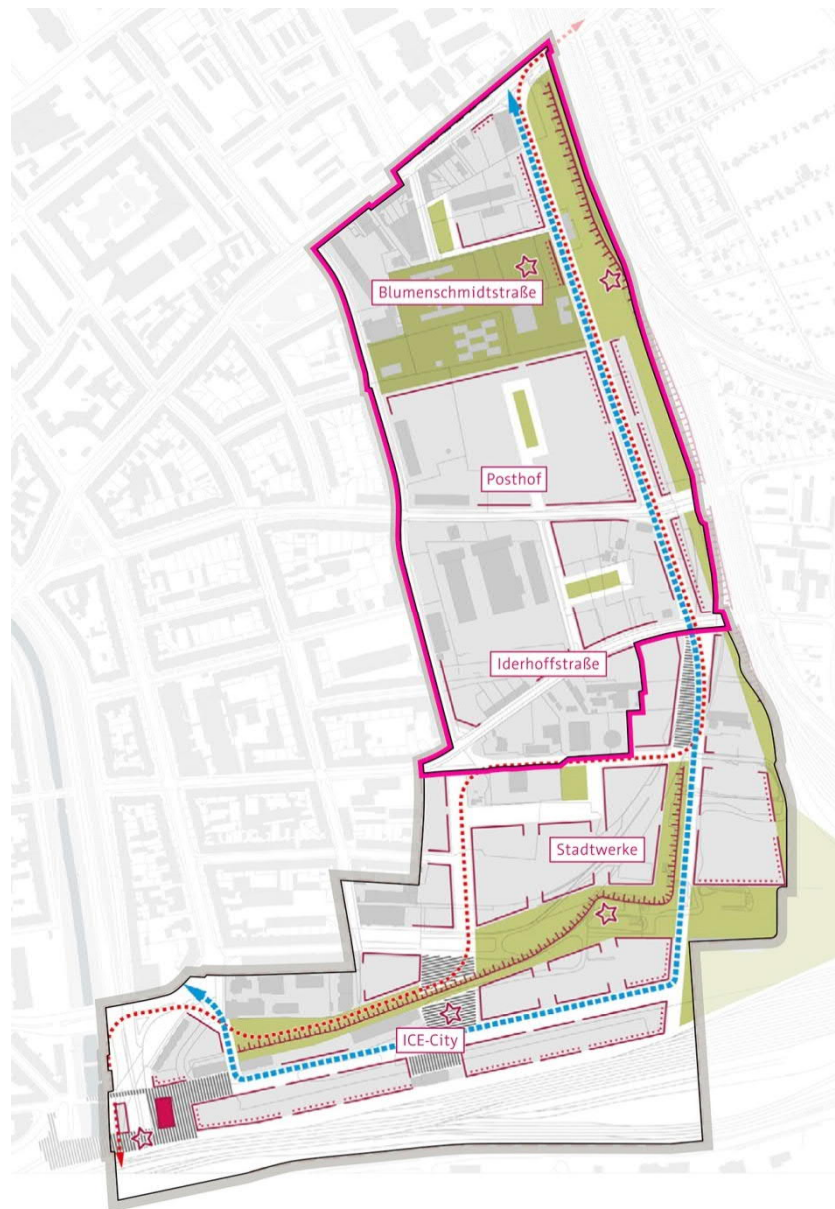 Blumenschmidtstraße
Posthof
Iderhoffstraße
Stadtwerke
ICE-City